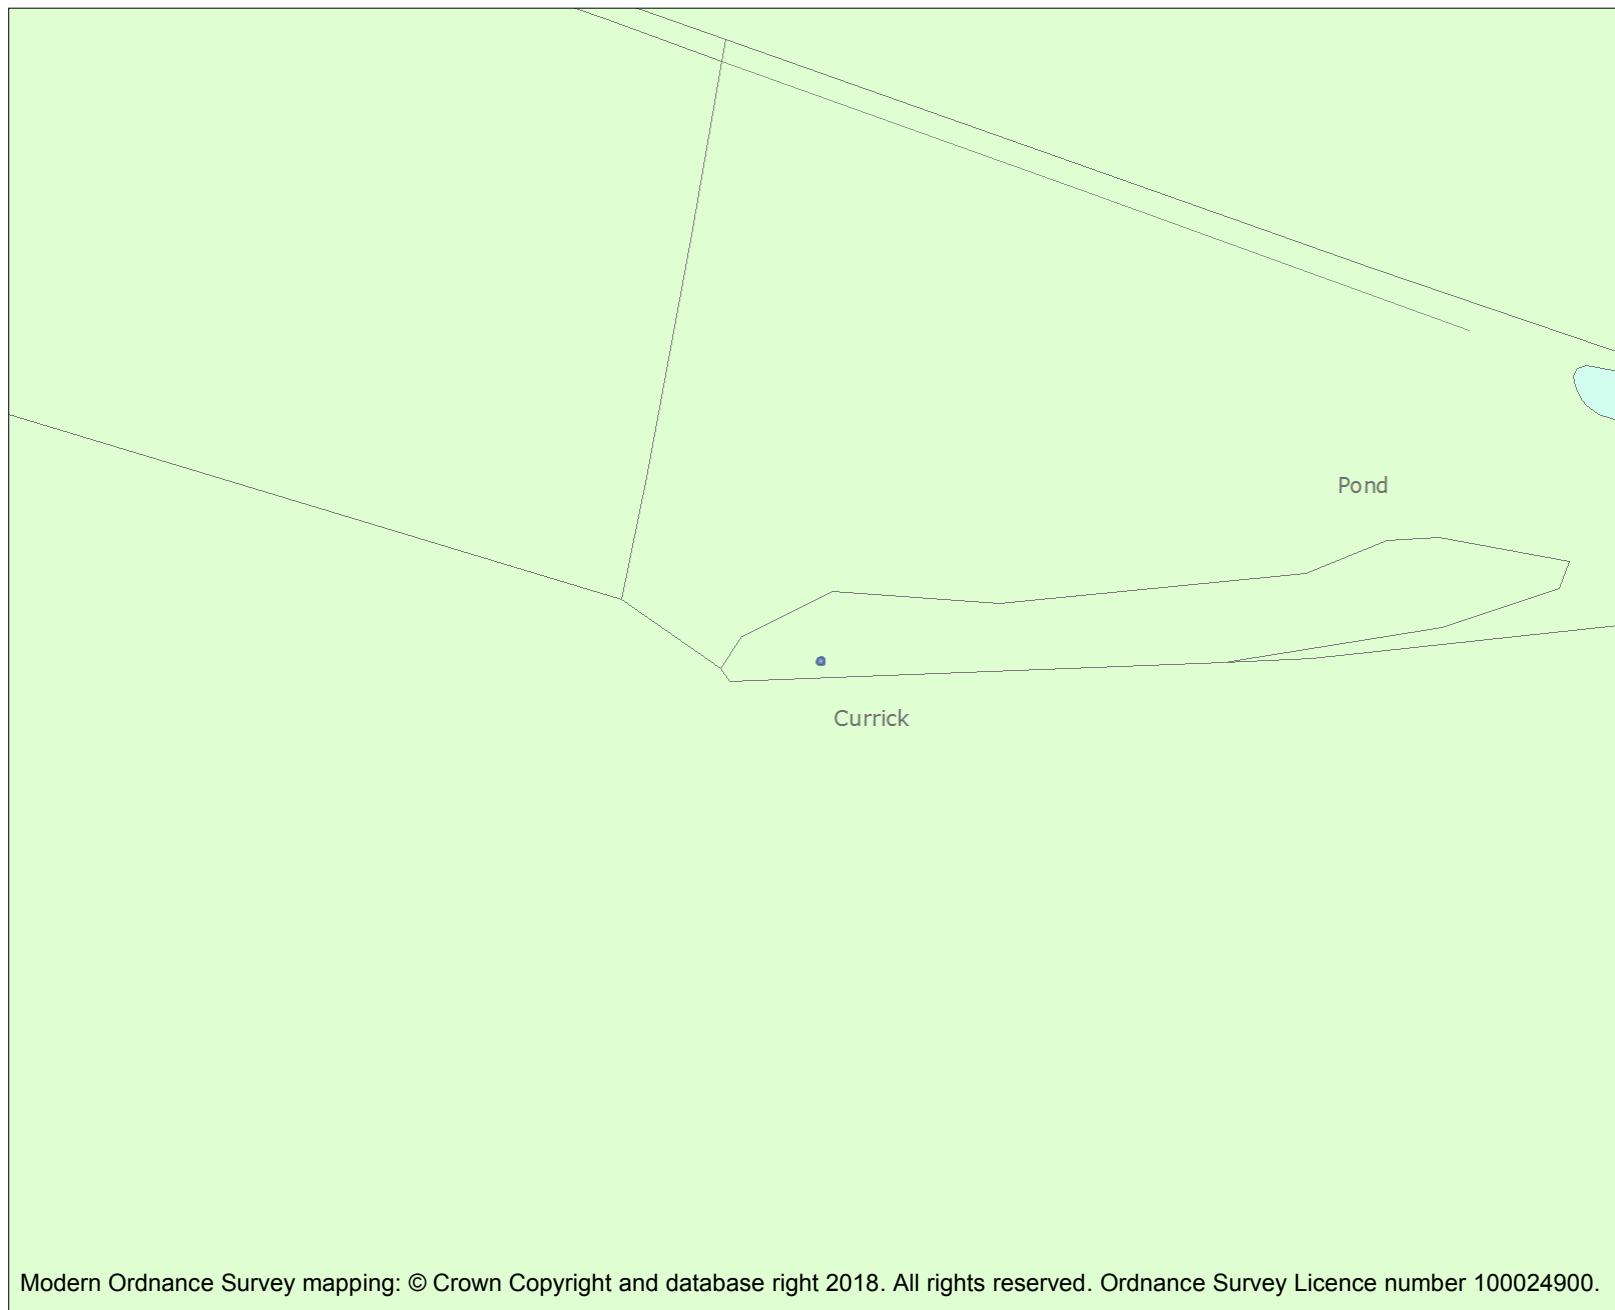 Pond
Currick
Modern Ordnance Survey mapping: © Crown Copyright and database right 2018. All rights reserved. Ordnance Survey Licence number 100024900.